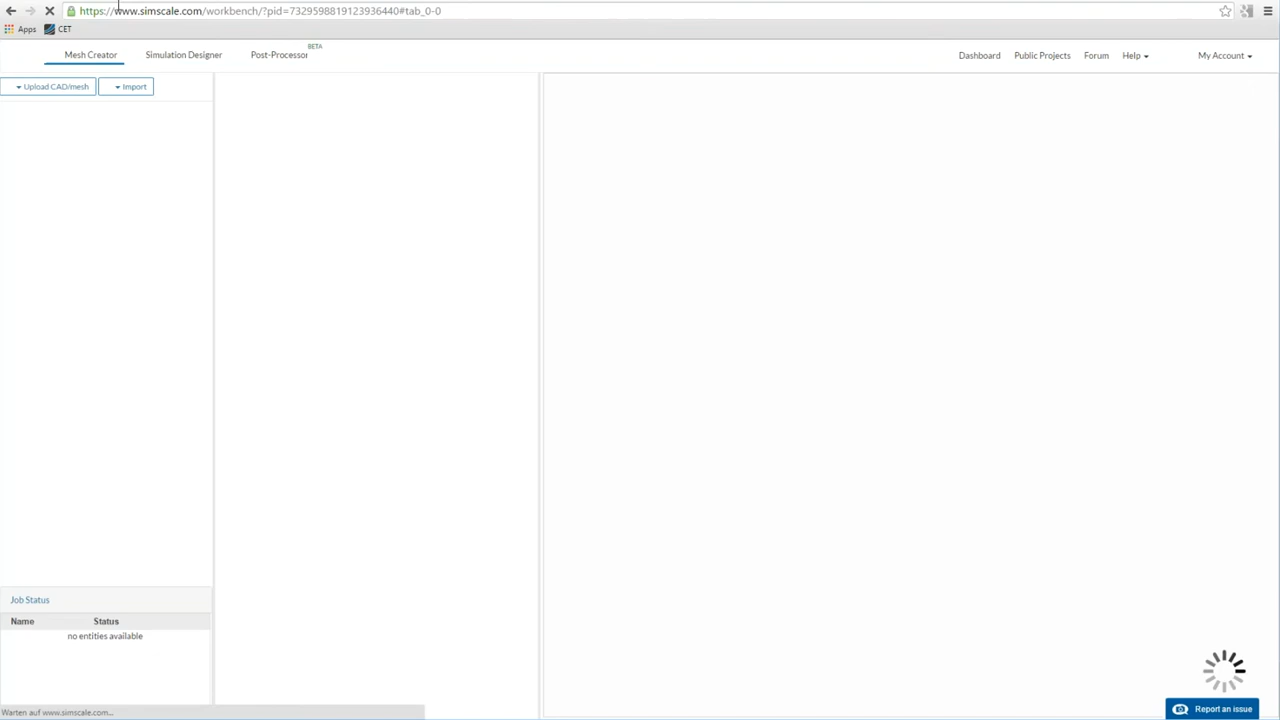 https://www.simscale.com/workbench/?pid=7329598819123936440#tab_0-0
Apps CET
Mesh Creator Simulation Designer Post-Processor BETA Dashboard Public Projects Forum Help My Account
Upload CAD/mesh Import
Job Status
Name Status
no entities available
Warten auf www.simscale.com...
Report an issue